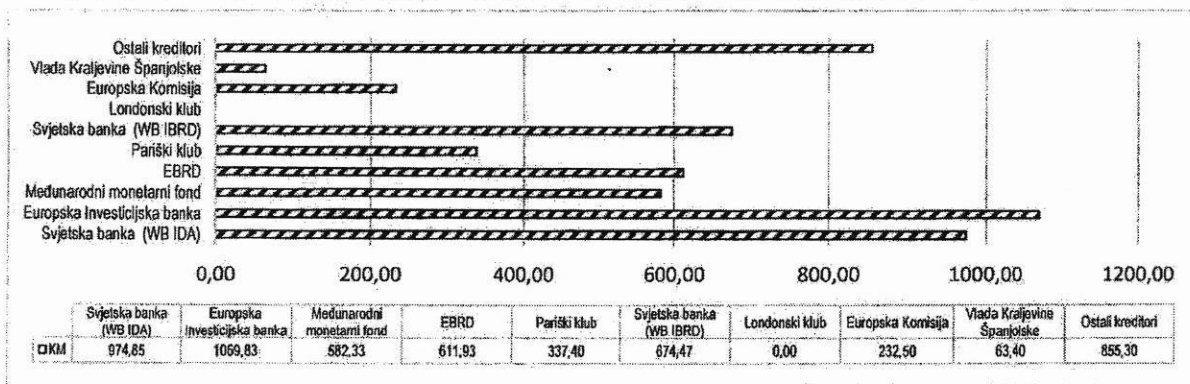 Ostali kreditori
Vlada Kraljevine Španjolske
Europska Komisija
Londonski klub
Svjetska banka (WB IBRD)
Pariški klub
EBRD
Međunarodni monetarni fond
Europska Investicijska banka
Svjetska banka (WB IDA)
0,00 200,00 400,00 600,00 800,00 1000,00 1200,00
Svjetska banka (WB IDA) Europska Investicijska banka Međunarodni monetarni fond EBRD Pariški klub Svjetska banka (WB IBRD) Londonski klub Europska Komisija Vlada Kraljevine Španjolske Ostali kreditori
KM 974,85 1069,83 582,33 611,93 337,40 674,47 0,00 232,50 63,40 855,30